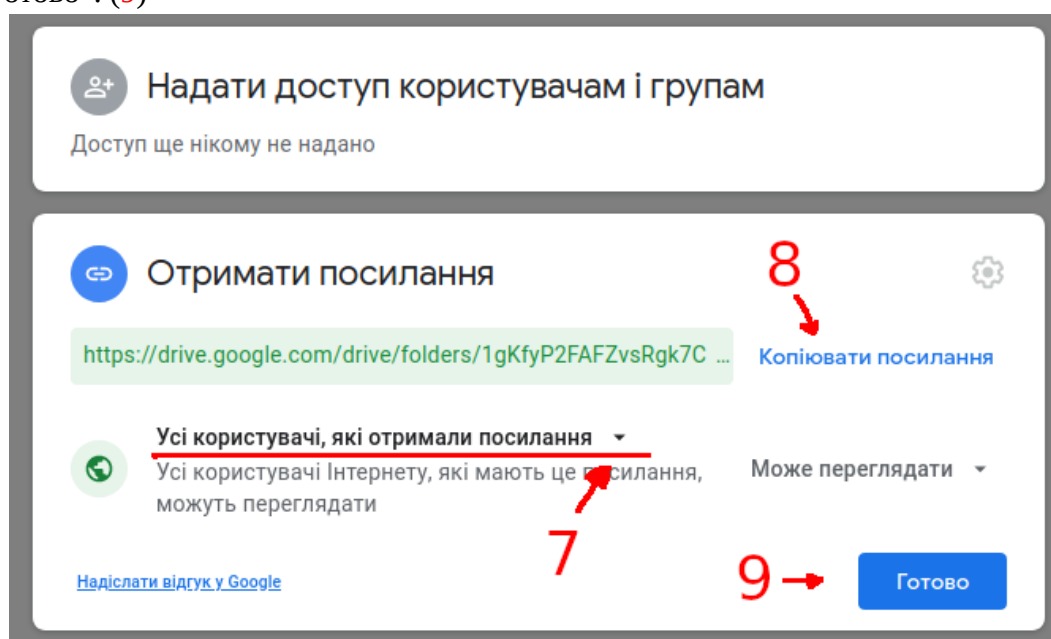 Надати доступ користувачам і групам
Доступ ще нікому не надано
Отримати посилання
8
https://drive.google.com/drive/folders/1gKfyP2FAFZvsRgk7C ...
Копіювати посилання
Усі користувачі, які отримали посилання
Усі користувачі Інтернету, які мають це посилання,
можуть переглядати
Може переглядати
7
9
Надіслати відгук у Google
Готово